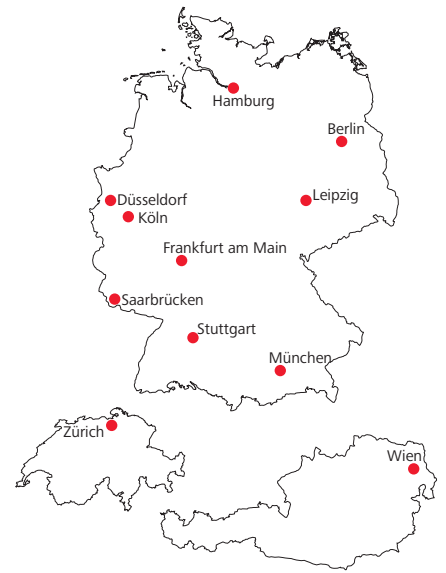 Hamburg
Berlin
Düsseldorf
Leipzig
Köln
Frankfurt am Main
Saarbrücken
Stuttgart
München
Zürich
Wien